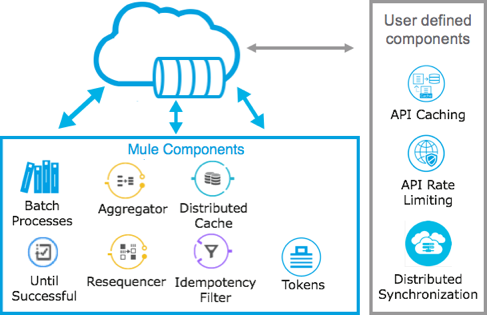 User defined
components
API Caching
API Rate
Limiting
Distributed
Synchronization
Mule Components
Batch
Processes
Aggregator
Distributed
Cache
Until
Successful
Resequencer
Idempotency
Filter
Tokens